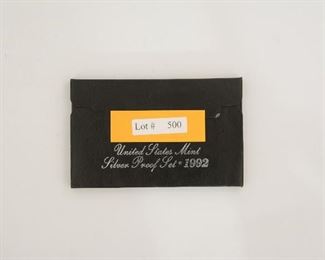 Lot # 500
United States Mint
Silver Proof Set * 1992